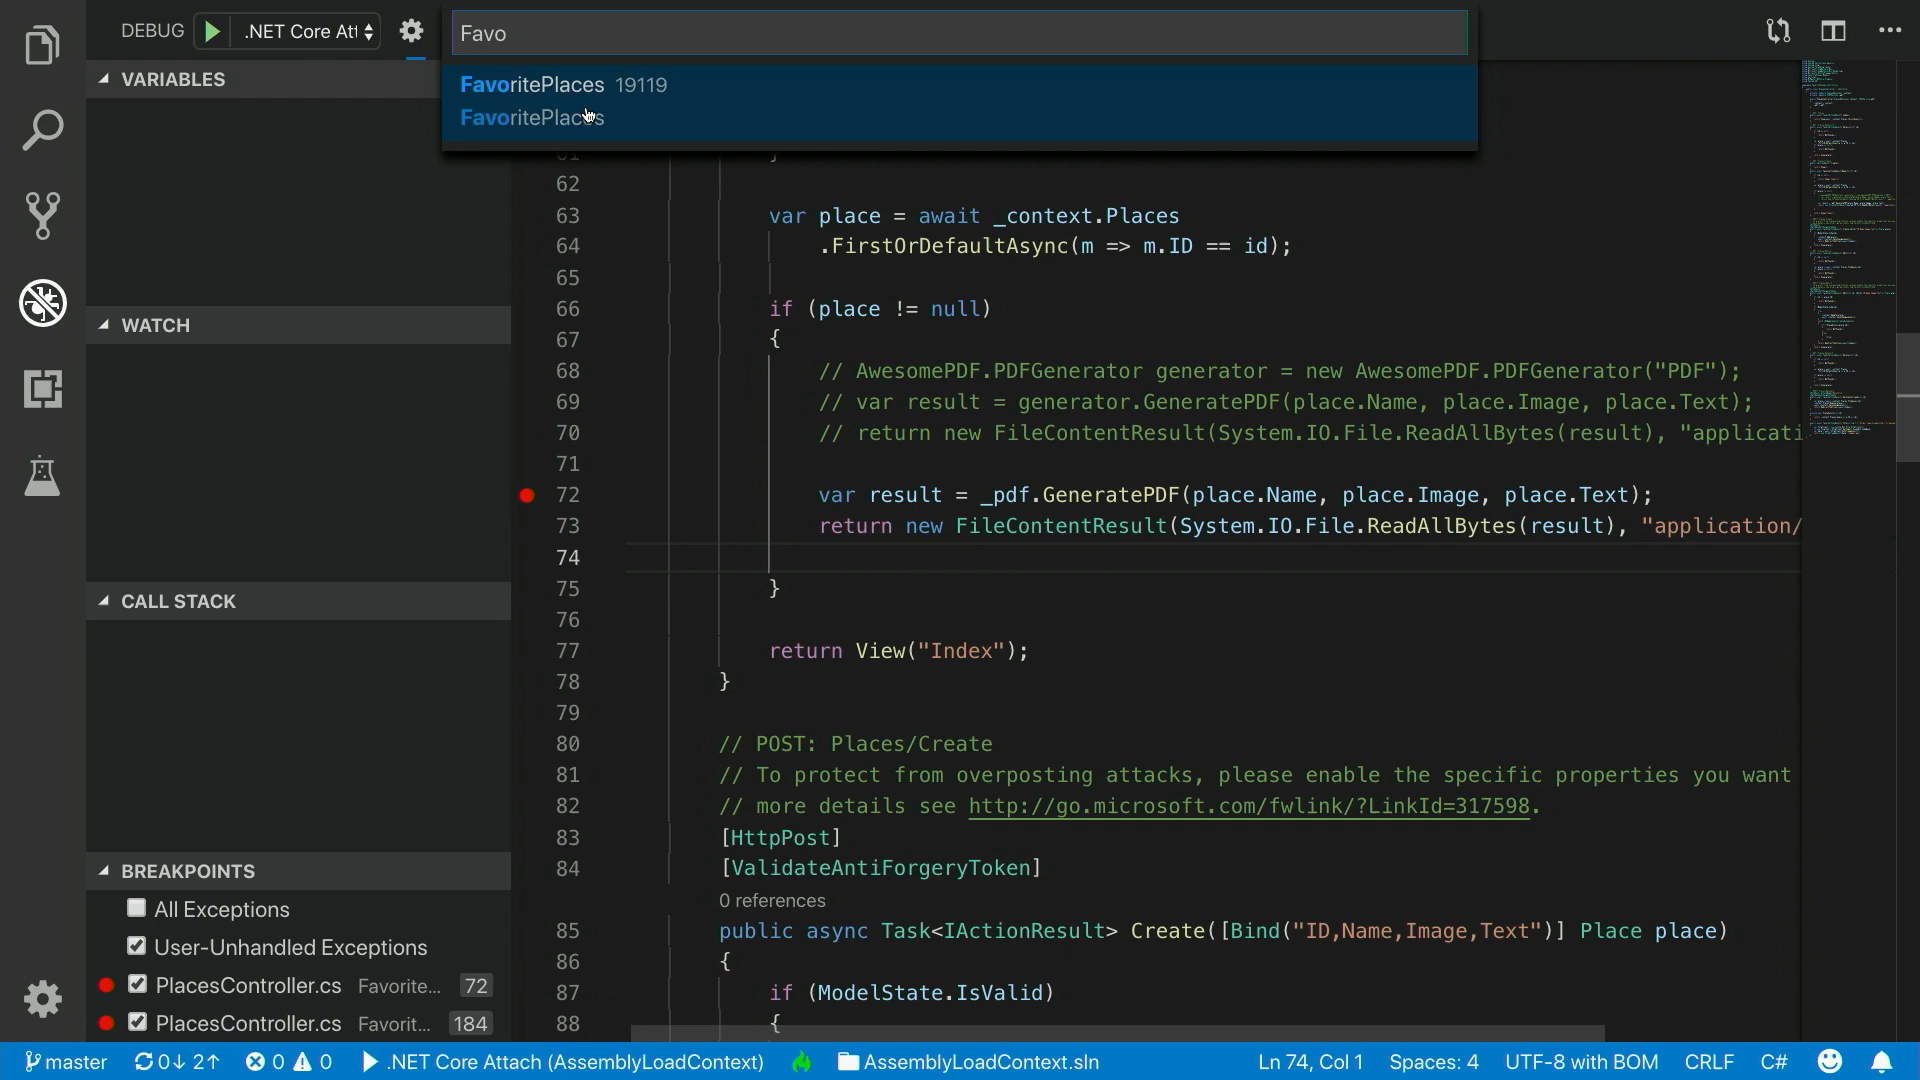 DEBUG .NET Core Att
Favo
FavoritePlaces 19119
FavoritePlaces
VARIABLES
WATCH
CALL STACK
BREAKPOINTS
All Exceptions
User-Unhandled Exceptions
PlacesController.cs Favorite... 72
PlacesController.cs Favorit... 184
61 }
62
63 var place = await _context.Places
64 .FirstOrDefaultAsync(m => m.ID == id);
65
66 if (place != null)
67 {
68 // AwesomePDF.PDFGenerator generator = new AwesomePDF.PDFGenerator("PDF");
69 // var result = generator.GeneratePDF(place.Name, place.Image, place.Text);
70 // return new FileContentResult(System.IO.File.ReadAllBytes(result), "applicati
71
72 var result = _pdf.GeneratePDF(place.Name, place.Image, place.Text);
73 return new FileContentResult(System.IO.File.ReadAllBytes(result), "application/
74
75 }
76
77 return View("Index");
78 }
79
80 // POST: Places/Create
81 // To protect from overposting attacks, please enable the specific properties you want
82 // more details see http://go.microsoft.com/fwlink/?LinkId=317598.
83 [HttpPost]
84 [ValidateAntiForgeryToken]
0 references
85 public async Task<IActionResult> Create([Bind("ID,Name,Image,Text")] Place place)
86 {
87 if (ModelState.IsValid)
88 {
master 0↓ 2↑ 0 0 .NET Core Attach (AssemblyLoadContext) AssemblyLoadContext.sln Ln 74, Col 1 Spaces: 4 UTF-8 with BOM CRLF C#